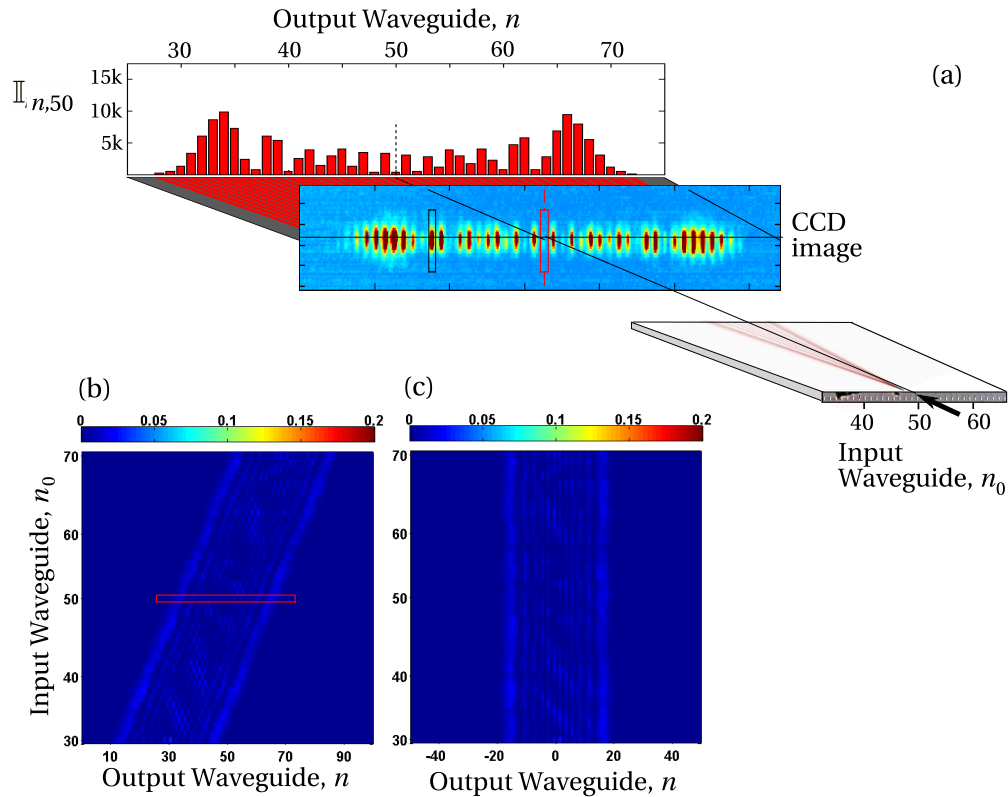 Output Waveguide, n
30 40 50 60 70
(a)
15k
𝕀n,50
10k
5k
CCD
image
40 50 60
Input
Waveguide, n0
(b)
(c)
0 0.05 0.1 0.15 0.2
0 0.05 0.1 0.15 0.2
Input Waveguide, n0
70
60
50
40
30
10 30 50 70 90
Output Waveguide, n
70
60
50
40
30
-40 -20 0 20 40
Output Waveguide, n